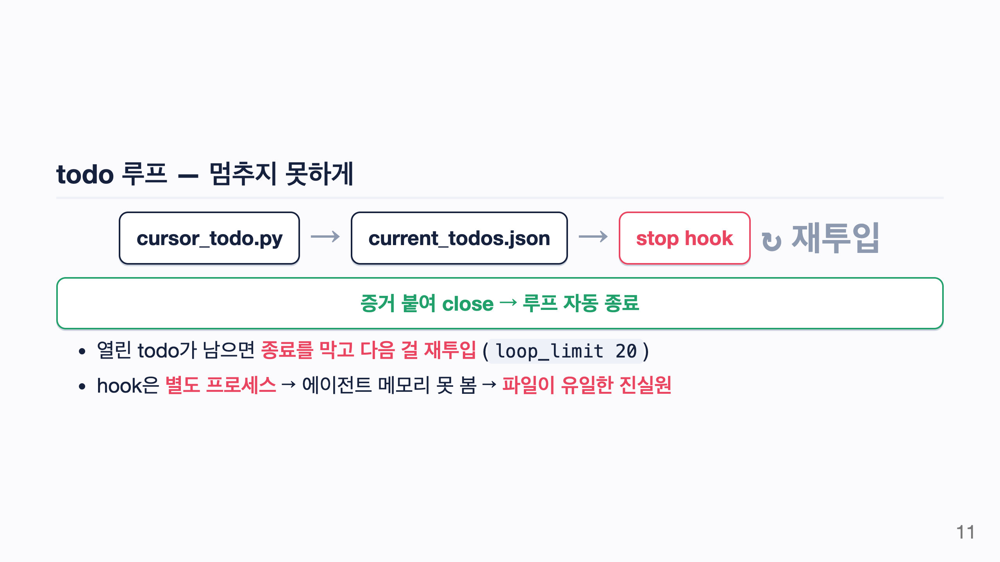 todo 루프 — 멈추지 못하게
cursor_todo.py → current_todos.json → stop hook ↻ 재투입
증거 붙여 close → 루프 자동 종료
• 열린 todo가 남으면 종료를 막고 다음 걸 재투입 ( loop_limit 20 )
• hook은 별도 프로세스 → 에이전트 메모리 못 봄 → 파일이 유일한 진실원
11